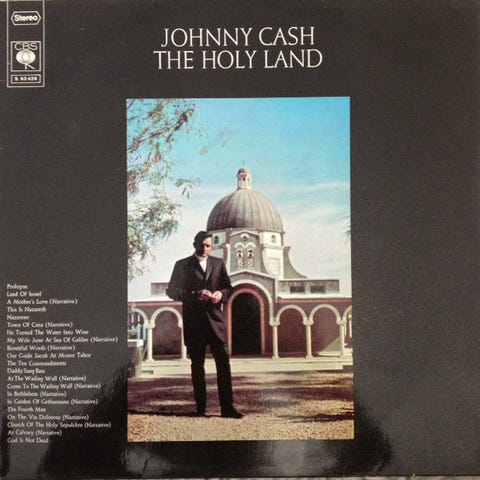 Stereo
CBS
S 63428
JOHNNY CASH
THE HOLY LAND
Prologue
Land Of Israel
A Mother's Love (Narrative)
This is Nazareth
Nazarene
Town Of Cana (Narrative)
He Turned The Water Into Wine
My Wife June At Sea Of Galilee (Narrative)
Beautiful Words (Narrative)
Our Guide Jacob At Mount Tabor
The Ten Commandments
Daddy Sang Bass
At The Wailing Wall (Narrative)
Come To The Wailing Wall (Narrative)
In Bethlehem (Narrative)
In Garden Of Gethsemane (Narrative)
The Fourth Man
On The Via Dolorosa (Narrative)
Church Of The Holy Sepulchre (Narrative)
At Calvary (Narrative)
God Is Not Dead